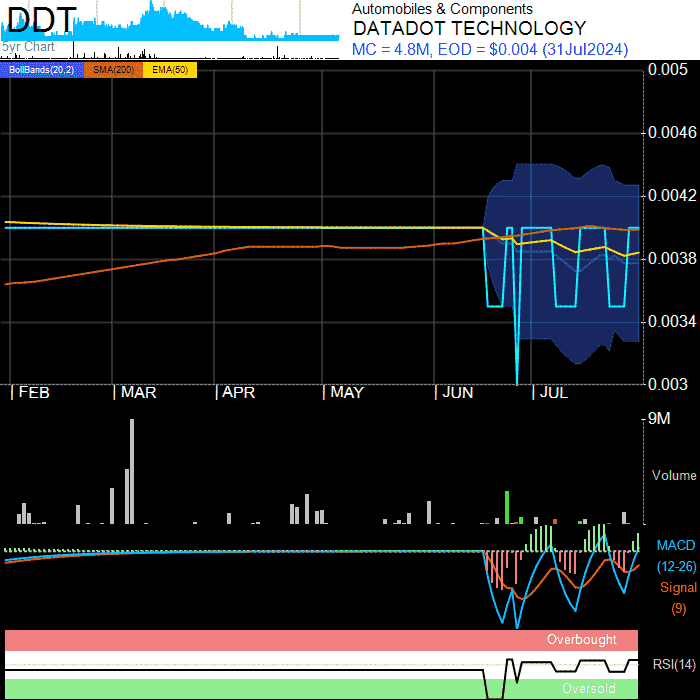 DDT
5yr Chart
Automobiles & Components
DATADOT TECHNOLOGY
MC = 4.8M, EOD = $0.004 (31Jul2024)
BollBands(20,2) SMA(200) EMA(50)
0.005
0.0046
0.0042
0.0038
0.0034
0.003
FEB MAR APR MAY JUN JUL
9M
Volume
MACD
(12-26)
Signal
(9)
Overbought
RSI(14)
Oversold